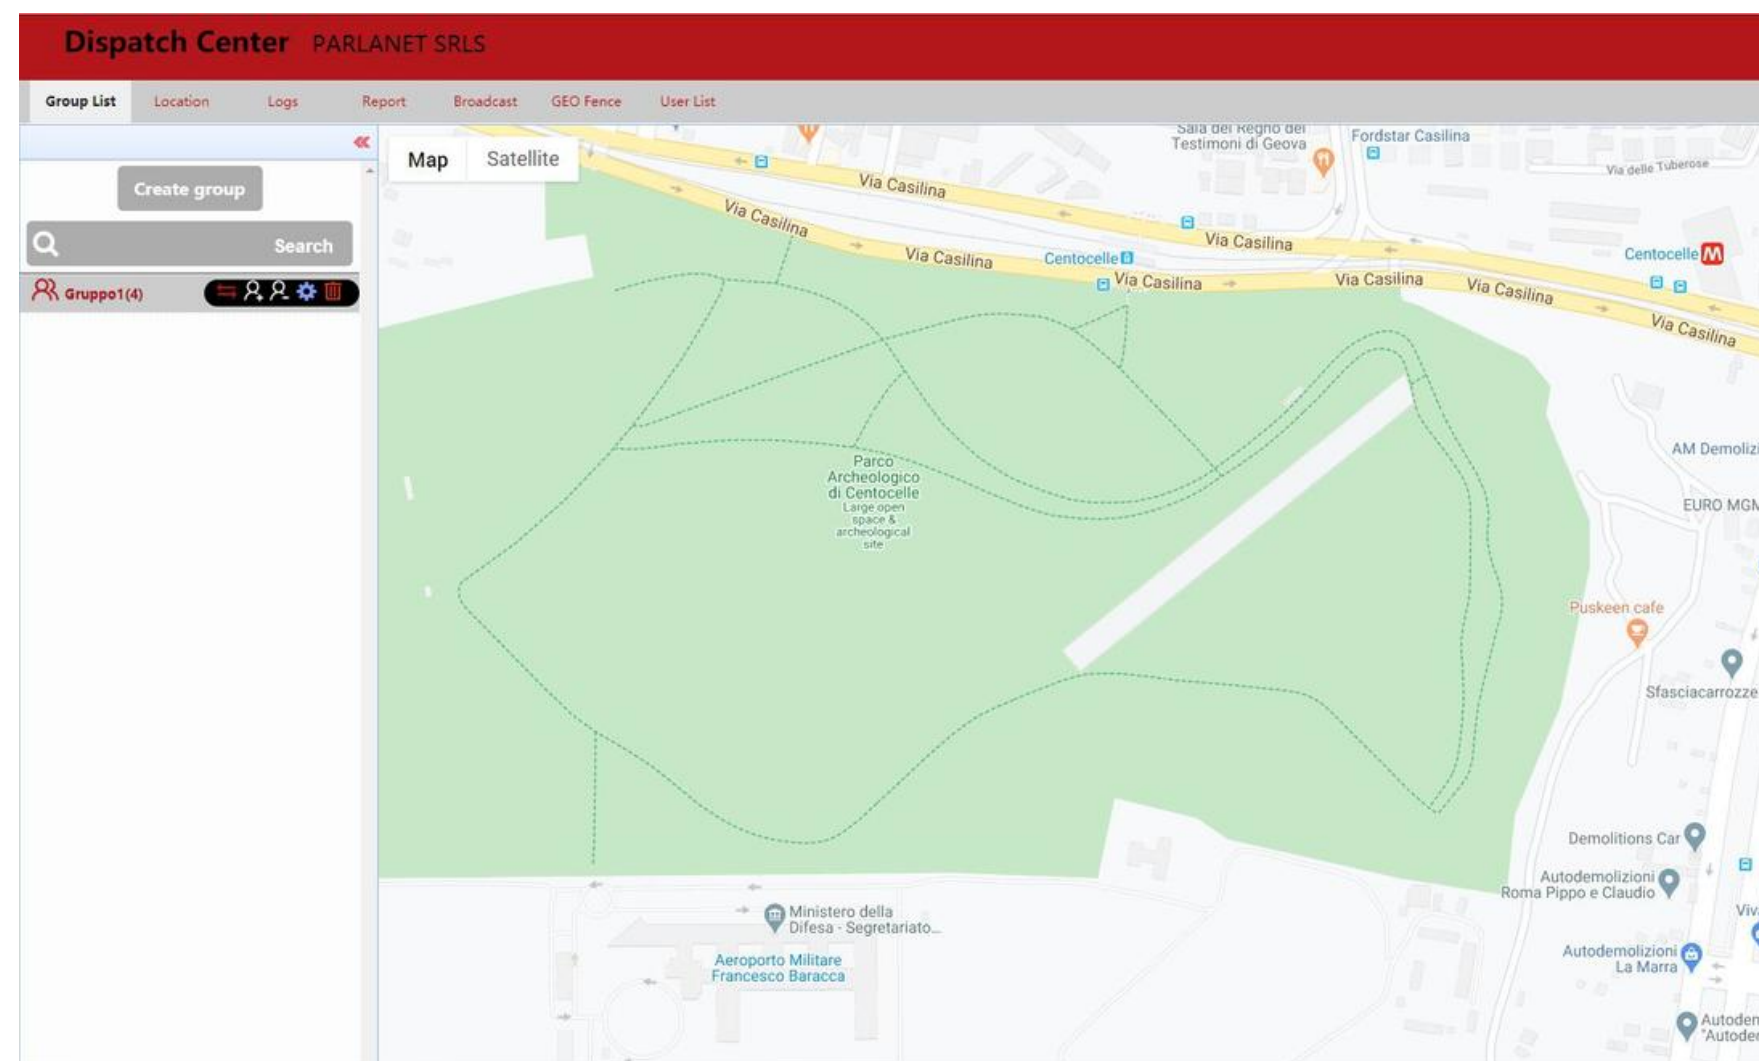 Dispatch Center PARLANET SRLS
Group List Location Logs Report Broadcast GEO Fence User List
Create group
Search
Gruppo1(4)
Map Satellite
Sala del Regno dei
Testimoni di Geova
Fordstar Casilina
Via delle Tuberose
Via Casilina
Via Casilina
Via Casilina
Via Casilina
Centocelle
Via Casilina
Via Casilina
Via Casilina
Via Casilina
Centocelle M
Parco
Archeologico
di Centocelle
Large open
space &
archeological
site
AM Demolizi
EURO MGM
Puskeen cafe
Sfasciacarrozze
Demolitions Car
Autodemolizioni
Roma Pippo e Claudio
Viv
Autodemolizioni
La Marra
Autoden
"Autoder
Ministero della
Difesa - Segretariato...
Aeroporto Militare
Francesco Baracca